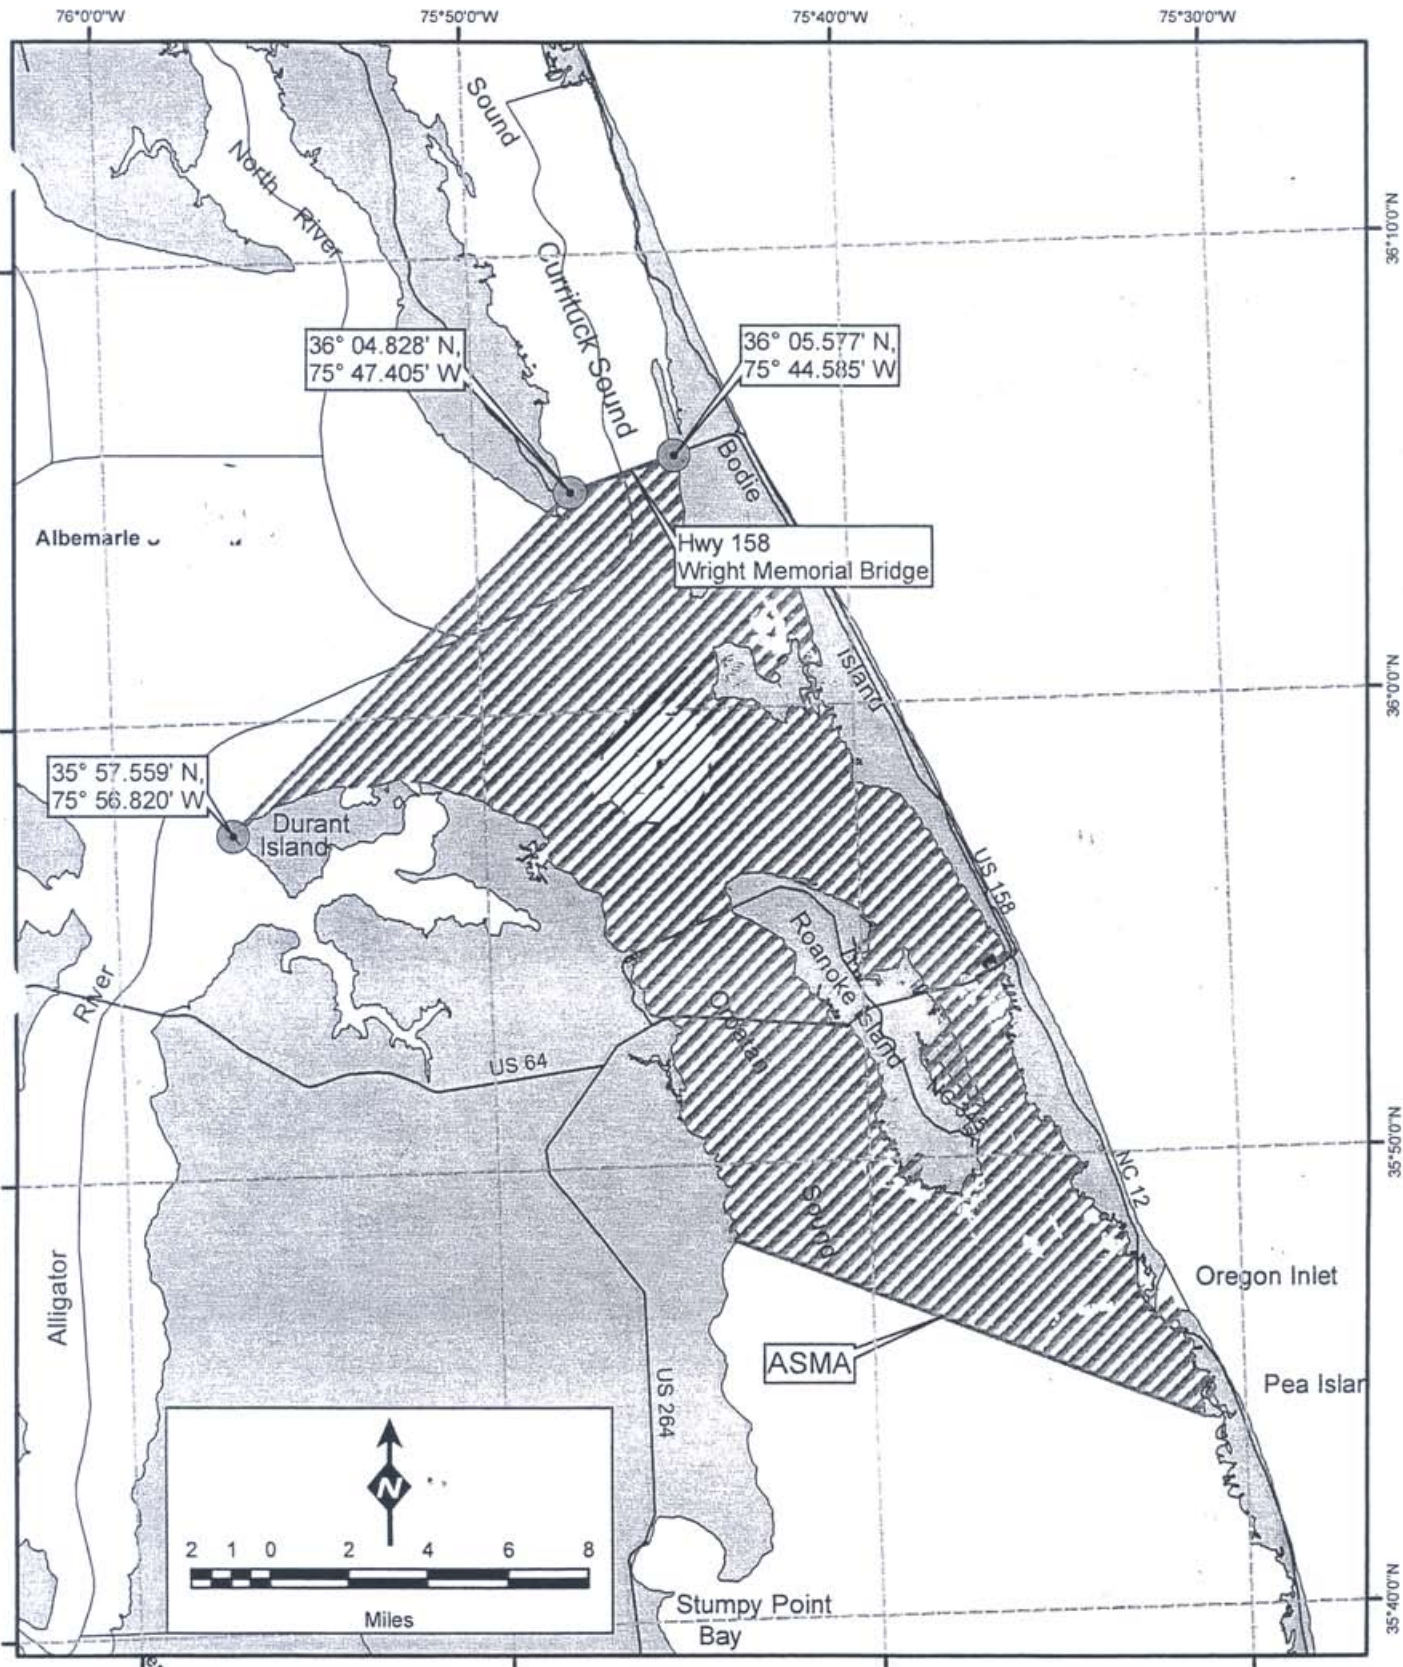 76°0'0"W
75°50'0"W
75°40'0"W
75°30'0"W
Sound
North
River
36°10'0"N
Currituck Sound
36° 04.828' N,
75° 47.405' W
36° 05.577' N,
75° 44.585' W
Bodie
Albemarle
Hwy 158
Wright Memorial Bridge
Island
36°0'0"N
35° 57.559' N,
75° 56.820' W
Durant
Island
US 158
Roanoke
Island
River
Croatan
US 64
NC 345
35°50'0"N
NC 12
Sound
Alligator
Oregon Inlet
ASMA
Pea Islar
US 264
N
2 1 0 2 4 6 8
Miles
Stumpy Point
Bay
35°40'0"N